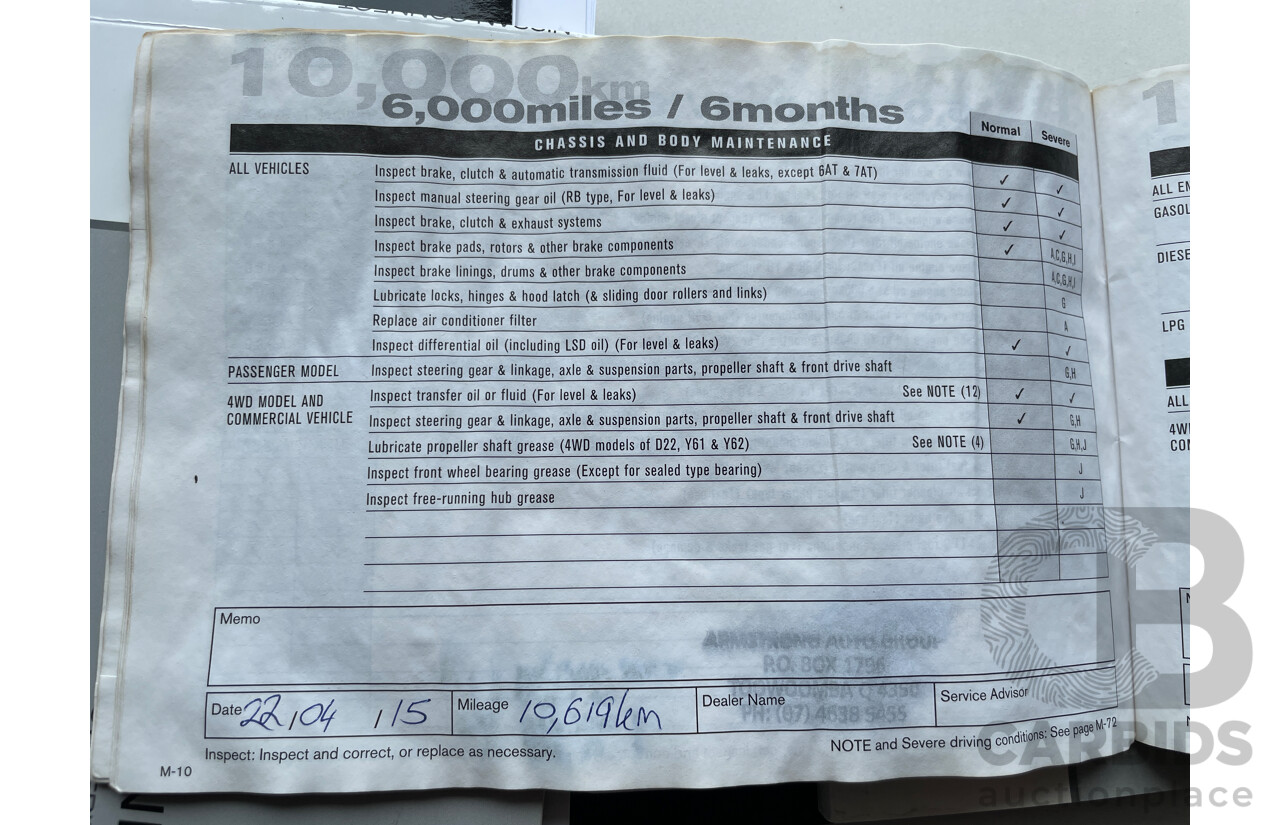 10,000km
6,000miles / 6months
CHASSIS AND BODY MAINTENANCE Normal Severe
ALL VEHICLES Inspect brake, clutch & automatic transmission fluid (For level & leaks, except 6AT & 7AT) ✓ ✓
Inspect manual steering gear oil (RB type, For level & leaks) ✓ ✓
Inspect brake, clutch & exhaust systems ✓ ✓
Inspect brake pads, rotors & other brake components ✓ A,C,G,H,J
Inspect brake linings, drums & other brake components A,C,G,H,J
Lubricate locks, hinges & hood latch (& sliding door rollers and links) G
Replace air conditioner filter A
Inspect differential oil (including LSD oil) (For level & leaks) ✓ ✓
PASSENGER MODEL Inspect steering gear & linkage, axle & suspension parts, propeller shaft & front drive shaft G,H
4WD MODEL AND Inspect transfer oil or fluid (For level & leaks) See NOTE (12) ✓ ✓
COMMERCIAL VEHICLE Inspect steering gear & linkage, axle & suspension parts, propeller shaft & front drive shaft ✓ G,H
Lubricate propeller shaft grease (4WD models of D22, Y61 & Y62) See NOTE (4) G,H,J
Inspect front wheel bearing grease (Except for sealed type bearing) J
Inspect free-running hub grease J
Memo
ARMSTRONG AUTO GROUP
P.O. BOX 1796
TOOWOOMBA Q 4350
PH: (07) 4638 5455
Date 22/04/15 Mileage 10,619km Dealer Name Service Advisor
Inspect: Inspect and correct, or replace as necessary. NOTE and Severe driving conditions: See page M-72
M-10
1
ALL EN
GASOL
DIESE
LPG
ALL
4WI
CO
CARBIDS
auctionplace